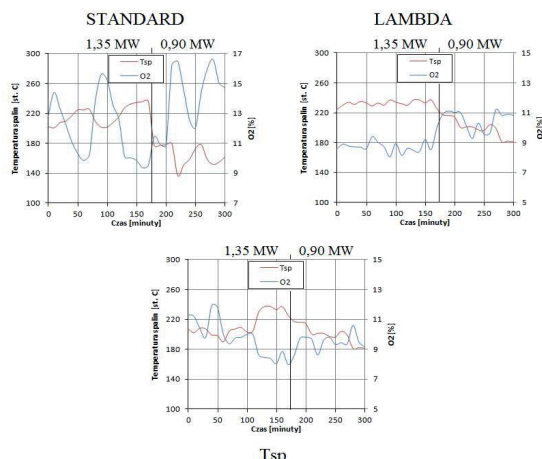 STANDARD
LAMBDA
1,35 MW 0,90 MW
1,35 MW 0,90 MW
Temperatura spalin [st. C]
300
260
220
180
140
100
Tsp
O2
17
15
13
11
9
7
O2 [%]
0 50 100 150 200 250 300
Czas [minuty]
Temperatura spalin [st. C]
300
260
220
180
140
100
Tsp
O2
15
13
11
9
7
5
O2 [%]
0 50 100 150 200 250 300
Czas [minuty]
1,35 MW 0,90 MW
Temperatura spalin [st. C]
300
260
220
180
140
100
Tsp
O2
15
13
11
9
7
5
O2 [%]
0 50 100 150 200 250 300
Czas [minuty]
Tsp